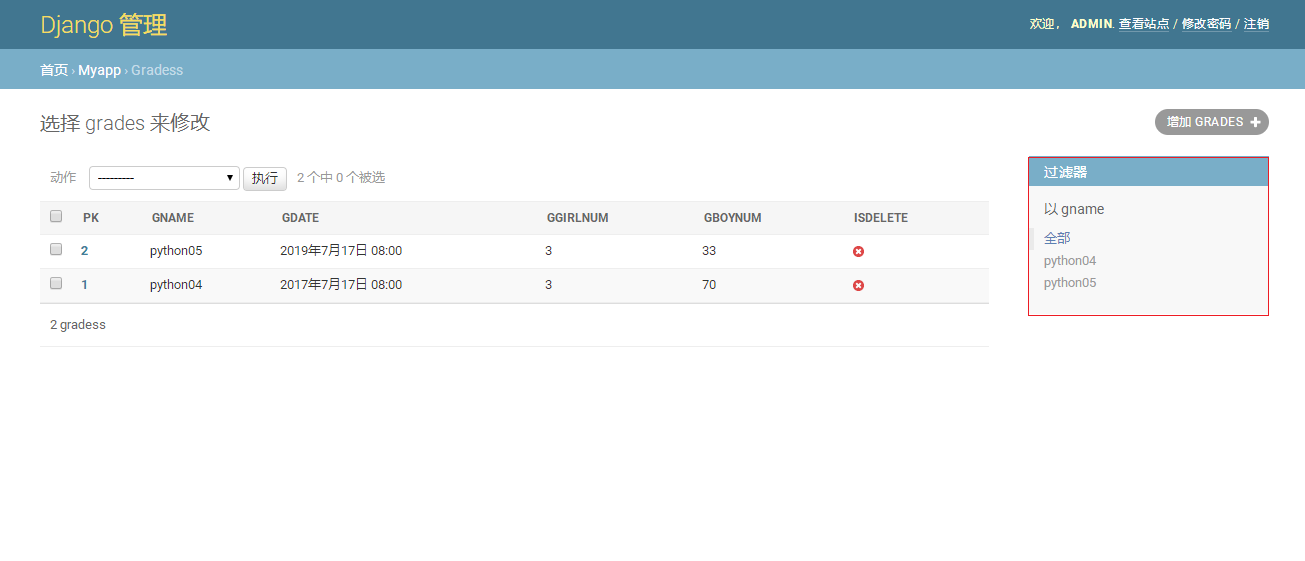 Django 管理
欢迎， ADMIN. 查看站点 / 修改密码 / 注销
首页 › Myapp › Gradess
选择 grades 来修改
增加 GRADES
动作 --------- 执行 2 个中 0 个被选
PK GNAME GDATE GGIRLNUM GBOYNUM ISDELETE
2 python05 2019年7月17日 08:00 3 33
1 python04 2017年7月17日 08:00 3 70
2 gradess
过滤器
以 gname
全部
python04
python05